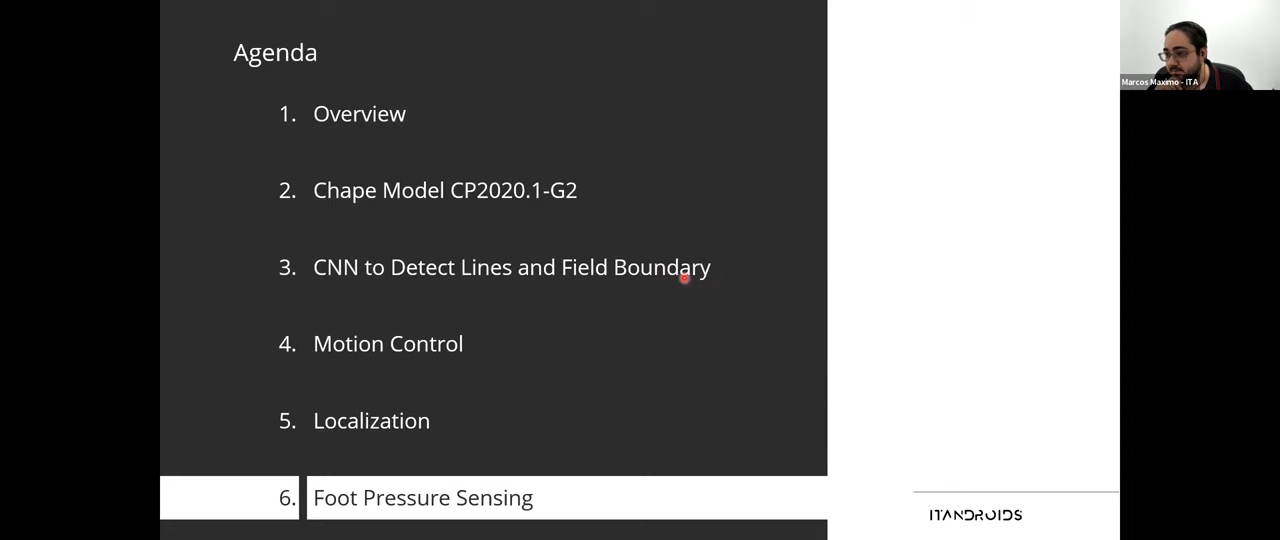 Agenda
1. Overview
2. Chape Model CP2020.1-G2
3. CNN to Detect Lines and Field Boundary
4. Motion Control
5. Localization
6. Foot Pressure Sensing
ITANDROIDS
Marcos Maximo - ITA